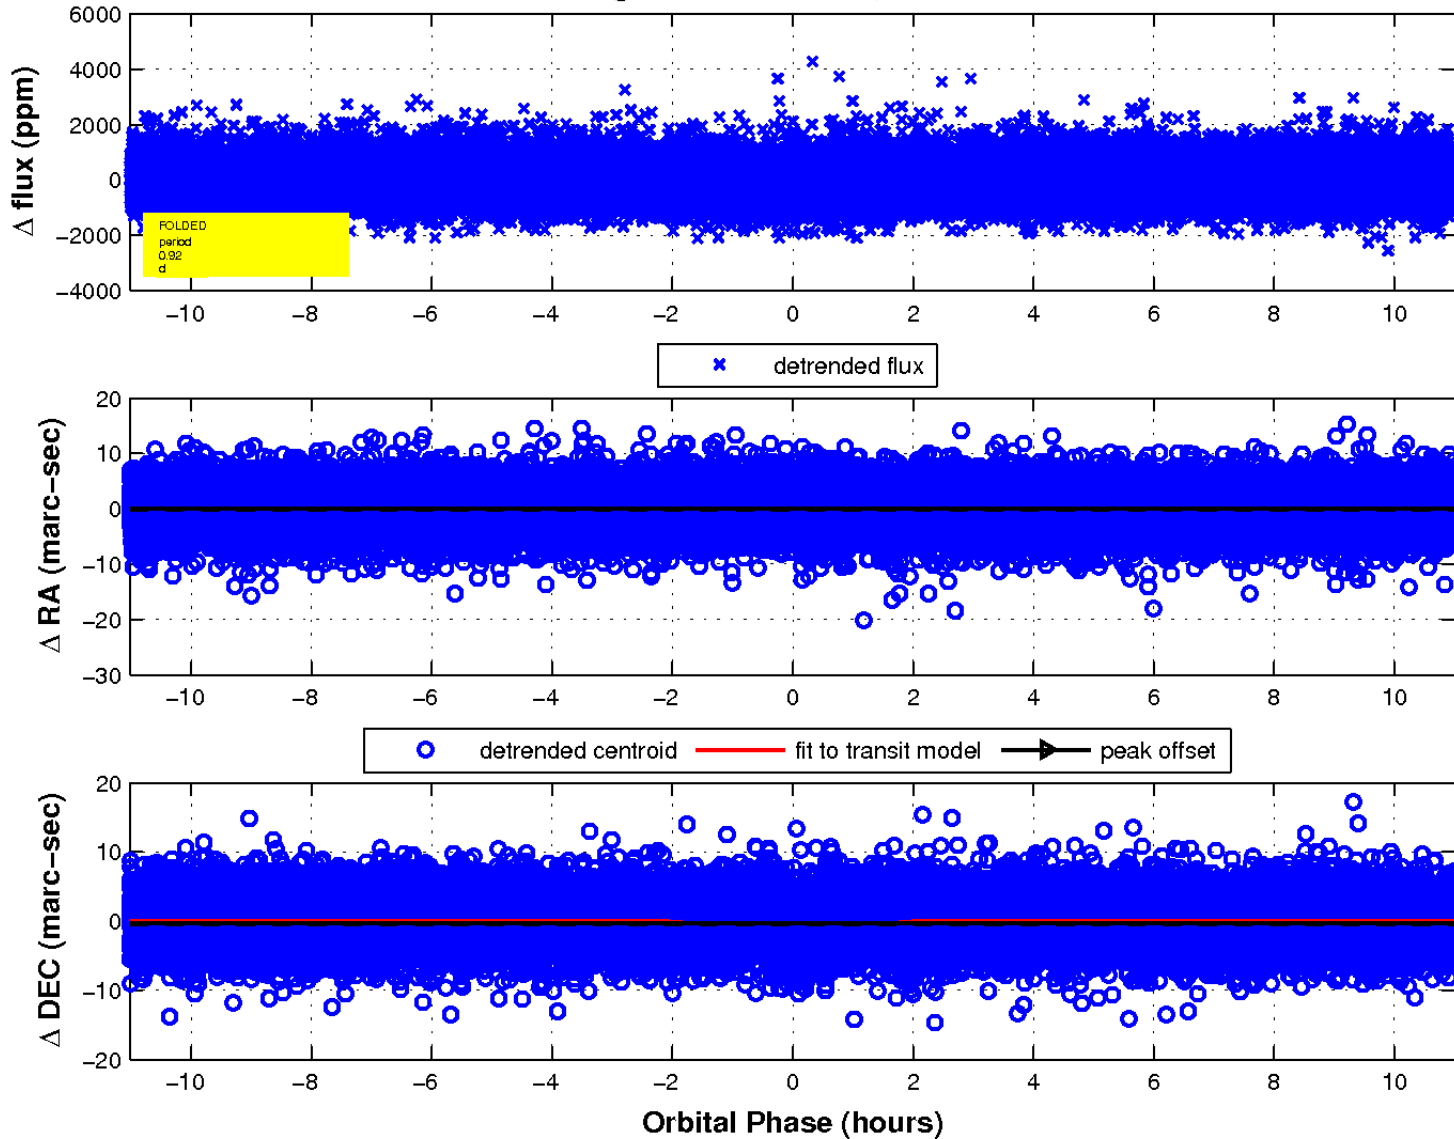 6000
4000
2000
0
−2000
−4000
Δ flux (ppm)
FOLDED
period
0.92
d
−10 −8 −6 −4 −2 0 2 4 6 8 10
detrended flux
20
10
0
−10
−20
−30
Δ RA (marc−sec)
−10 −8 −6 −4 −2 0 2 4 6 8 10
detrended centroid fit to transit model peak offset
20
10
0
−10
−20
Δ DEC (marc−sec)
−10 −8 −6 −4 −2 0 2 4 6 8 10
Orbital Phase (hours)